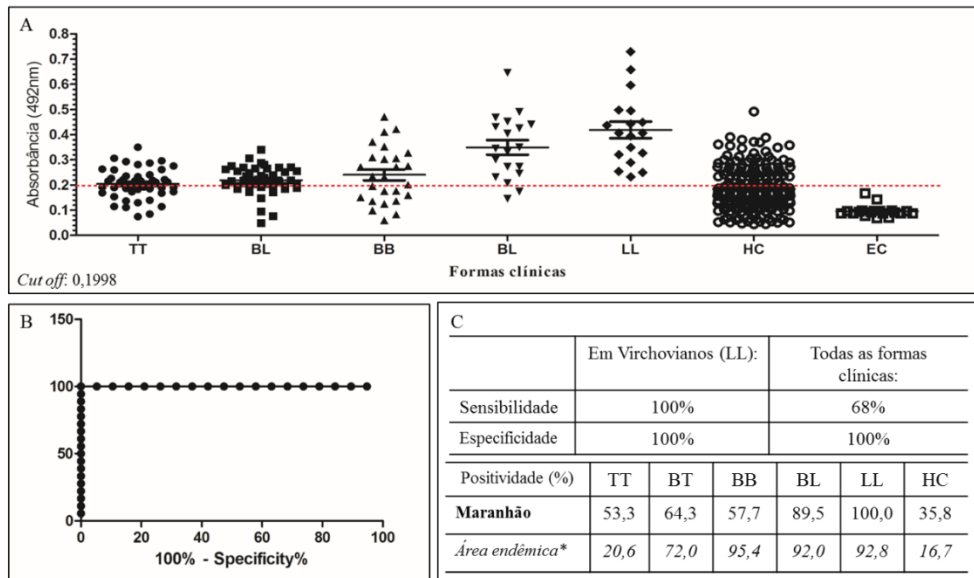 A
Absorbância (492nm)
0.8
0.7
0.6
0.5
0.4
0.3
0.2
0.1
0.0
TT BL BB BL LL HC EC
Formas clínicas
Cut off: 0,1998
B
150
100
50
0
0 20 40 60 80 100
100% - Specificity%
C
Em Virchovianos (LL): Todas as formas
clínicas:
Sensibilidade 100% 68%
Especificidade 100% 100%
Positividade (%) TT BT BB BL LL HC
Maranhão 53,3 64,3 57,7 89,5 100,0 35,8
Área endêmica* 20,6 72,0 95,4 92,0 92,8 16,7